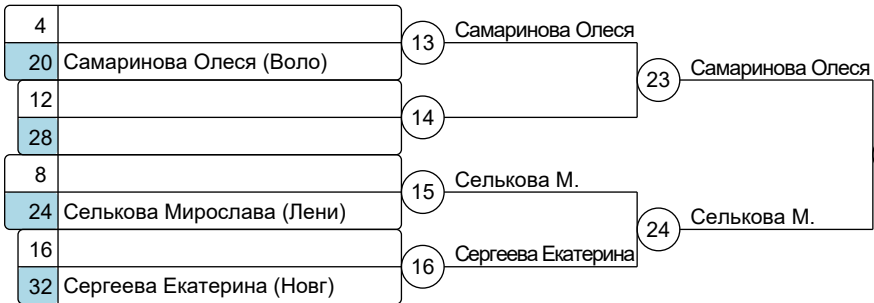 4
13 Самаринова Олеся
20 Самаринова Олеся (Воло)
23 Самаринова Олеся
12
14
28
8
15 Селькова М.
24 Селькова Мирослава (Лени)
24 Селькова М.
16
16 Сергеева Екатерина
32 Сергеева Екатерина (Новг)